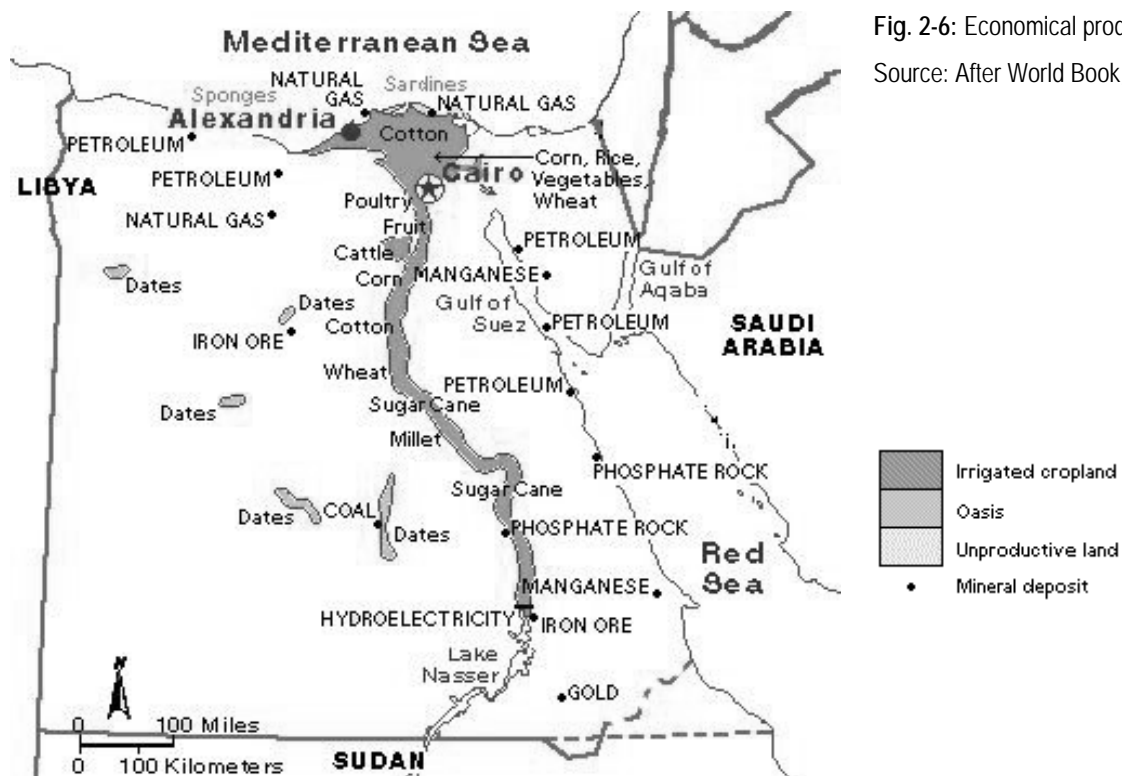 Fig. 2-6: Economical prod
Source: After World Book
Mediterranean Sea
NATURAL
GAS
Sardines
Sponges
NATURAL GAS
Alexandria
Cotton
PETROLEUM
Corn, Rice,
Vegetables,
Wheat
LIBYA
PETROLEUM
Cairo
Poultry
NATURAL GAS
Fruit
PETROLEUM
Cattle
Gulf of
Aqaba
Corn
MANGANESE
Dates
Dates
Gulf of
Suez
Cotton
PETROLEUM
SAUDI
ARABIA
IRON ORE
Wheat
PETROLEUM
Dates
Sugar Cane
Millet
PHOSPHATE ROCK
Sugar Cane
Dates
COAL
Dates
PHOSPHATE ROCK
Red
Sea
MANGANESE
HYDROELECTRICITY
IRON ORE
Lake
Nasser
GOLD
N
0 100 Miles
0 100 Kilometers
SUDAN
Irrigated cropland
Oasis
Unproductive land
Mineral deposit